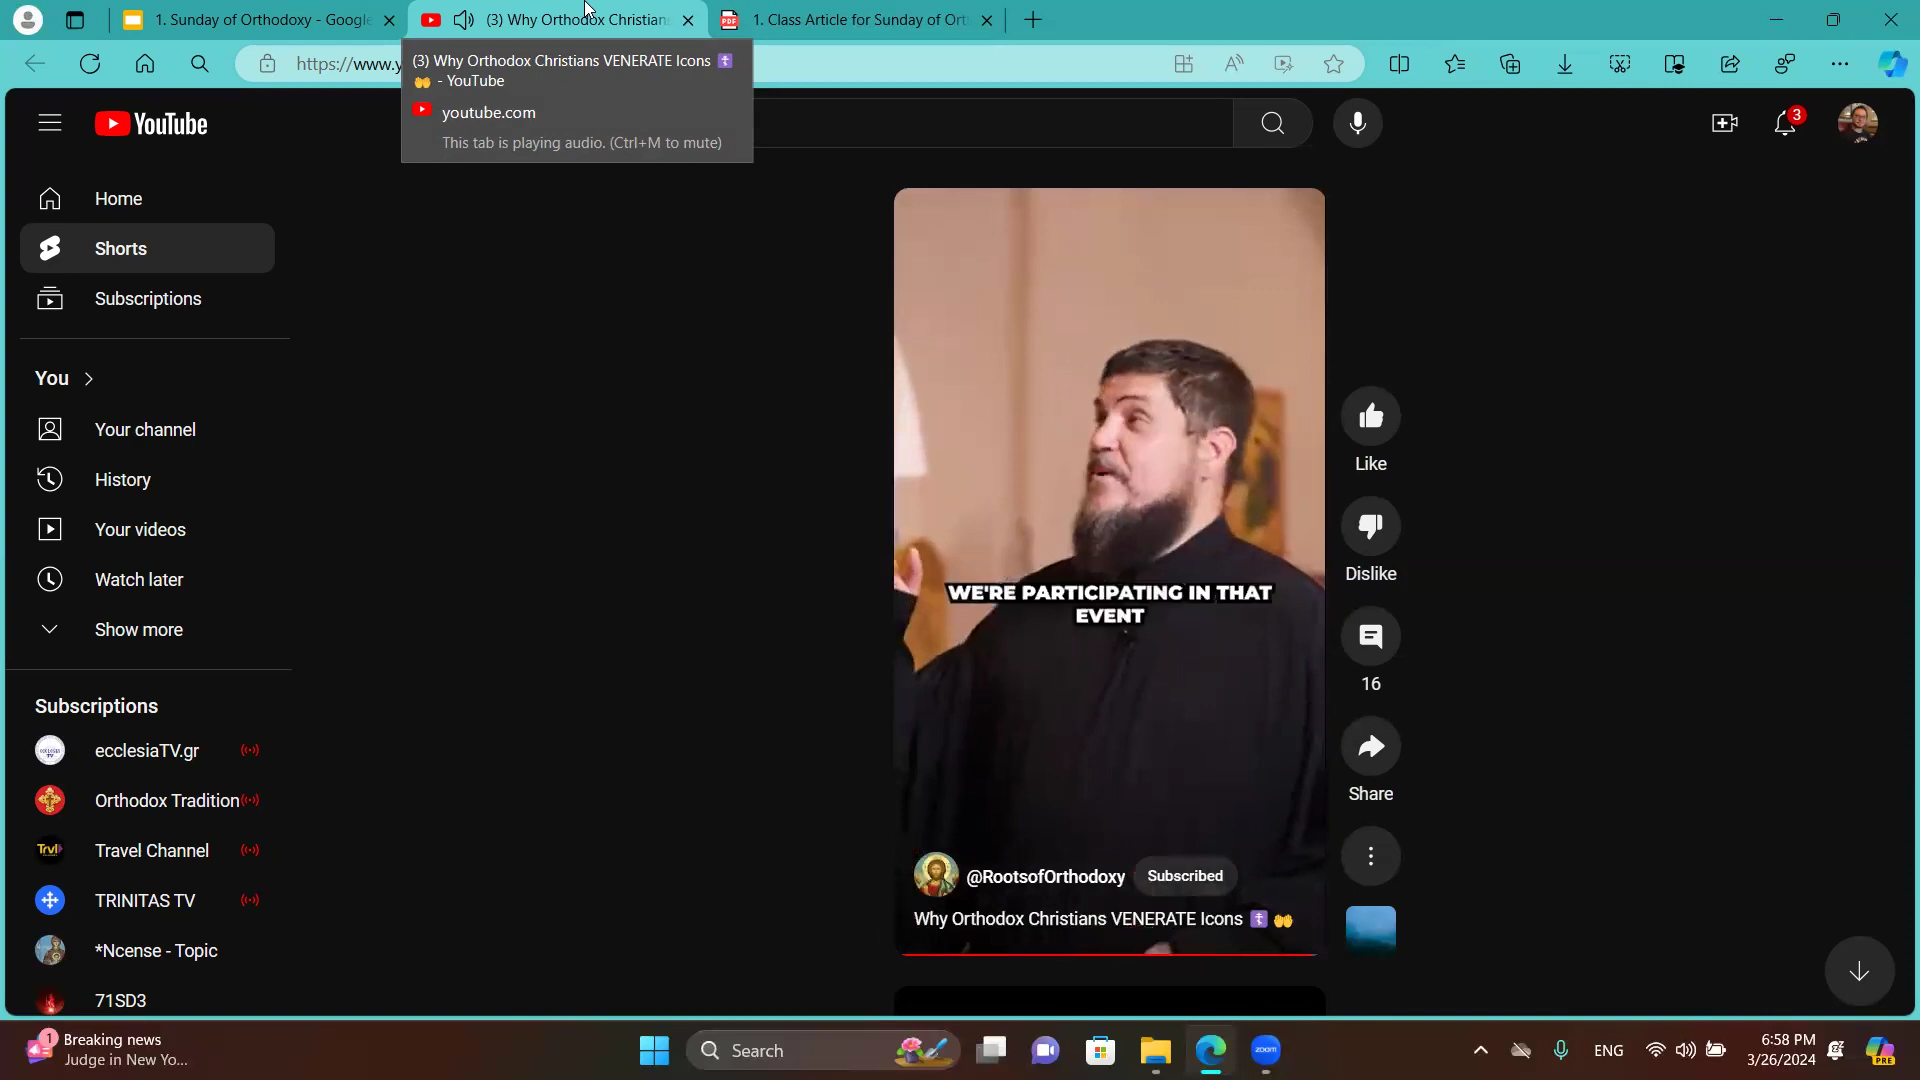 1. Sunday of Orthodoxy - Google
(3) Why Orthodox Christians
1. Class Article for Sunday of Ort
https://www.y
(3) Why Orthodox Christians VENERATE Icons ☦️
🤲 - YouTube
youtube.com
This tab is playing audio. (Ctrl+M to mute)
YouTube
3
Home
Shorts
Subscriptions
You
Your channel
History
Your videos
Watch later
Show more
Subscriptions
ecclesiaTV.gr
Orthodox Tradition
Travel Channel
TRINITAS TV
*Ncense - Topic
71SD3
WE'RE PARTICIPATING IN THAT
EVENT
@RootsofOrthodoxy
Subscribed
Why Orthodox Christians VENERATE Icons ☦️ 🤲
Like
Dislike
16
Share
1
Breaking news
Judge in New Yo...
Search
zoom
ENG
6:58 PM
3/26/2024
PRE